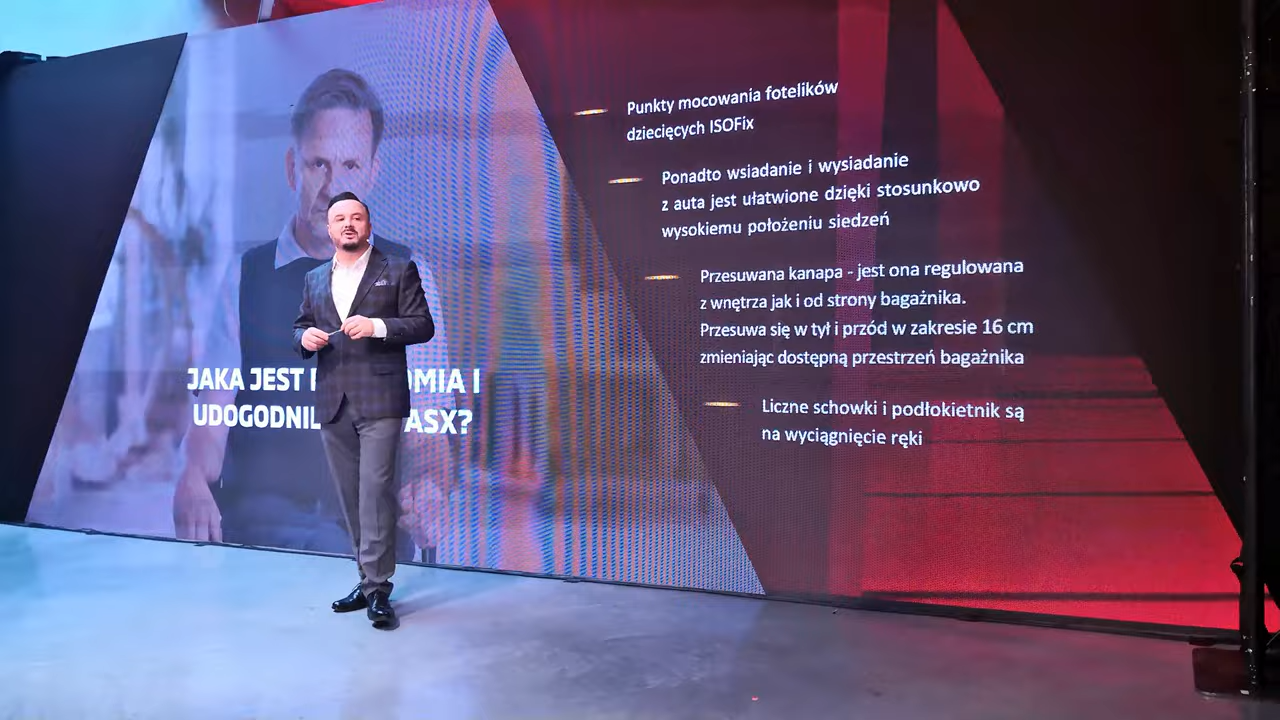 JAKA JEST
I
ASX?
Punkty mocowania fotelików
dziecięcych ISOFix
Ponadto wsiadanie i wysiadanie
z auta jest ułatwione dzięki stosunkowo
wysokiemu położeniu siedzeń
Przesuwana kanapa - jest ona regulowana
z wnętrza jak i od strony bagażnika.
Przesuwa się w tył i przód w zakresie 16 cm
zmieniając dostępną przestrzeń bagażnika
Liczne schowki i podłokietnik są
na wyciągnięcie ręki